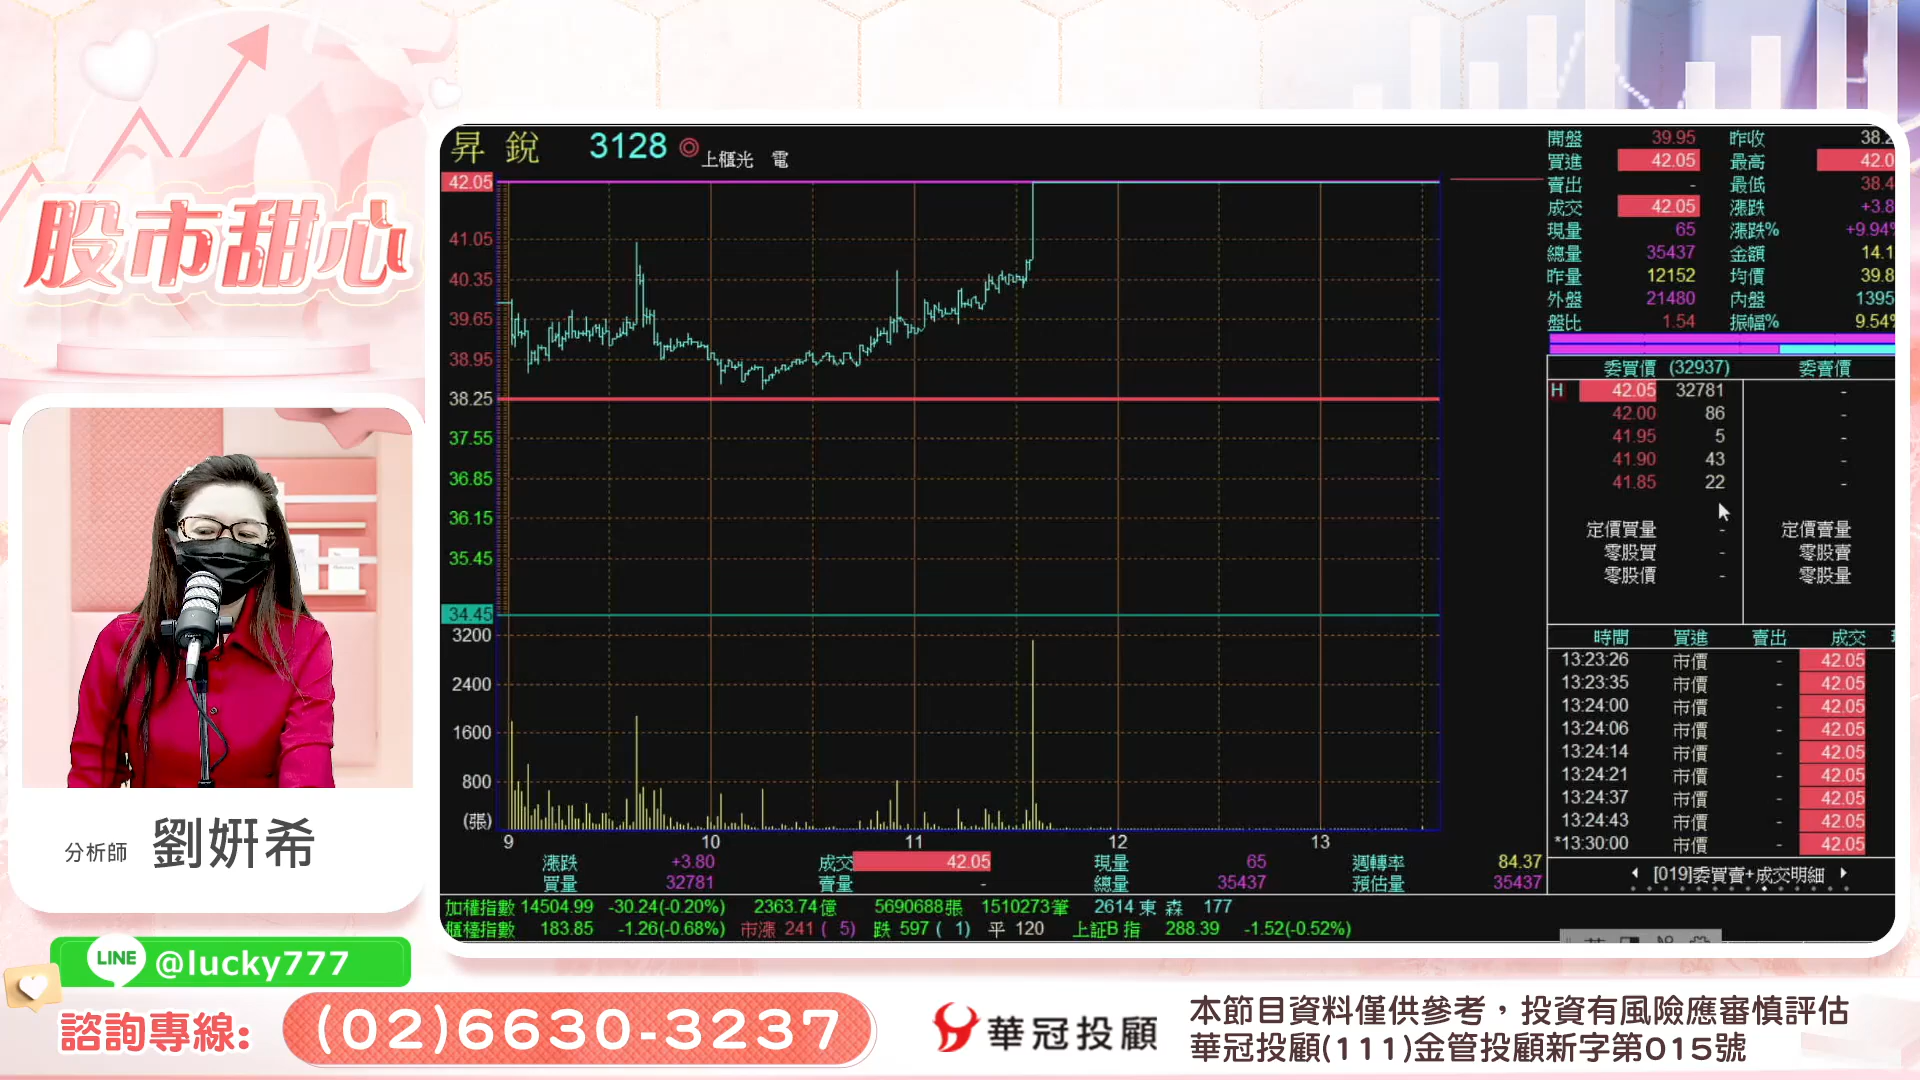 股市甜心
分析師 劉妍希
LINE @lucky777
諮詢專線: (02)6630-3237
華冠投顧
本節目資料僅供參考，投資有風險應審慎評估
華冠投顧(111)金管投顧新字第015號
昇 銳 3128 上櫃光 電
42.05
41.05
40.35
39.65
38.95
38.25
37.55
36.85
36.15
35.45
34.45
3200
2400
1600
800
(張)
9 10 11 12 13
漲跌 +3.80 成交 42.05 現量 65 週轉率 84.37
買量 32781 賣量 - 總量 35437 預估量 35437
加權指數 14504.99 -30.24(-0.20%) 2363.74億 5690688張 1510273筆 2614 東 森 177
櫃檯指數 183.85 -1.26(-0.68%) 市漲 241 ( 5) 跌 597 ( 1) 平 120 上証B 指 288.39 -1.52(-0.52%)
開盤 39.95 昨收 38.2
買進 42.05 最高 42.0
賣出 - 最低 38.4
成交 42.05 漲跌 +3.8
現量 65 漲跌% +9.94%
總量 35437 金額 14.1
昨量 12152 均價 39.8
外盤 21480 內盤 1395
盤比 1.54 振幅% 9.54%
委買價 (32937) 委賣價
H 42.05 32781 -
42.00 86 -
41.95 5 -
41.90 43 -
41.85 22 -
定價買量 - 定價賣量
零股買 - 零股賣
零股價 - 零股量
時間 買進 賣出 成交
13:23:26 市價 - 42.05
13:23:35 市價 - 42.05
13:24:00 市價 - 42.05
13:24:06 市價 - 42.05
13:24:14 市價 - 42.05
13:24:21 市價 - 42.05
13:24:37 市價 - 42.05
13:24:43 市價 - 42.05
*13:30:00 市價 - 42.05
[019]委買賣+成交明細